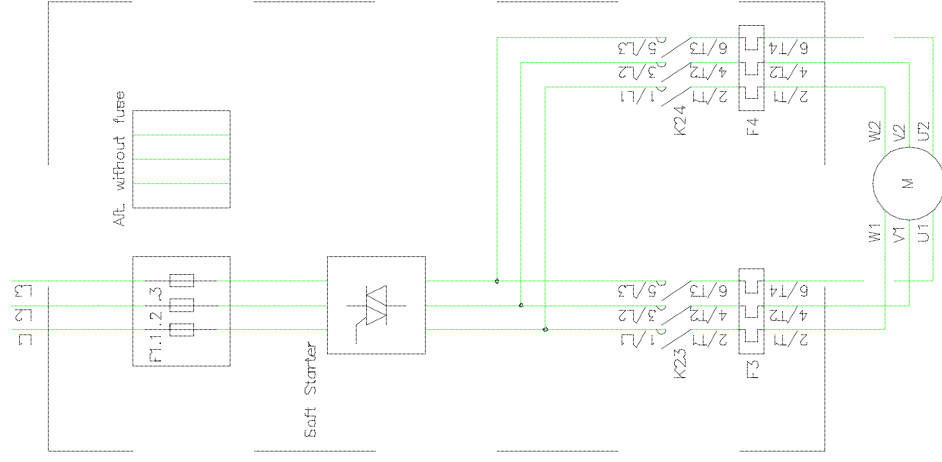 Alt. without fuse
L3
L2
F1.1,.2,.3
Soft Starter
5/L3 6/T3 6/T4
3/L2 4/T2 4/T2
1/L1 2/T1 2/T1
K24 F4
W2
V2
U2
M
W1
V1
U1
5/L3 6/T3 6/T4
3/L2 4/T2 4/T2
1/L1 2/T1 2/T1
K23 F3